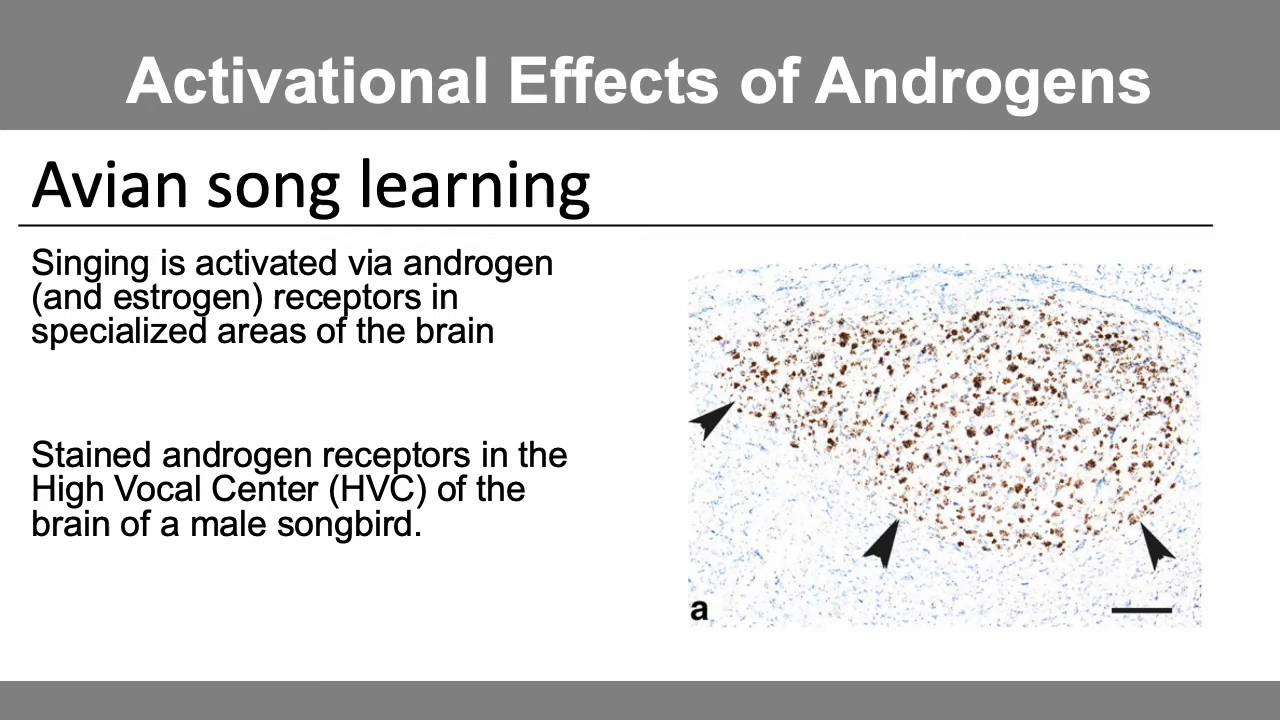 Activational Effects of Androgens
Avian song learning
Singing is activated via androgen
(and estrogen) receptors in
specialized areas of the brain
Stained androgen receptors in the
High Vocal Center (HVC) of the
brain of a male songbird.
a